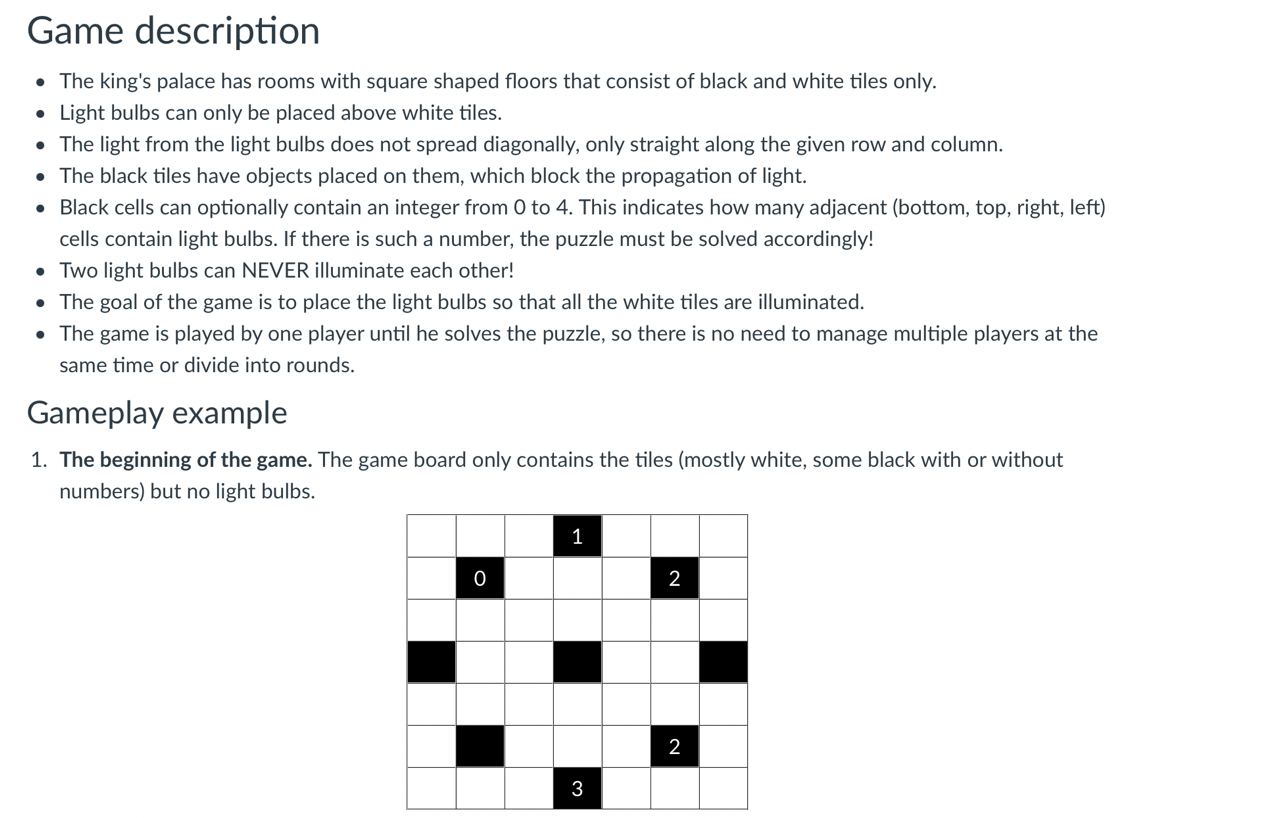 Game description
• The king's palace has rooms with square shaped floors that consist of black and white tiles only.
• Light bulbs can only be placed above white tiles.
• The light from the light bulbs does not spread diagonally, only straight along the given row and column.
• The black tiles have objects placed on them, which block the propagation of light.
• Black cells can optionally contain an integer from 0 to 4. This indicates how many adjacent (bottom, top, right, left)
cells contain light bulbs. If there is such a number, the puzzle must be solved accordingly!
• Two light bulbs can NEVER illuminate each other!
• The goal of the game is to place the light bulbs so that all the white tiles are illuminated.
• The game is played by one player until he solves the puzzle, so there is no need to manage multiple players at the
same time or divide into rounds.
Gameplay example
1. The beginning of the game. The game board only contains the tiles (mostly white, some black with or without
numbers) but no light bulbs.
1
0 2
2
3